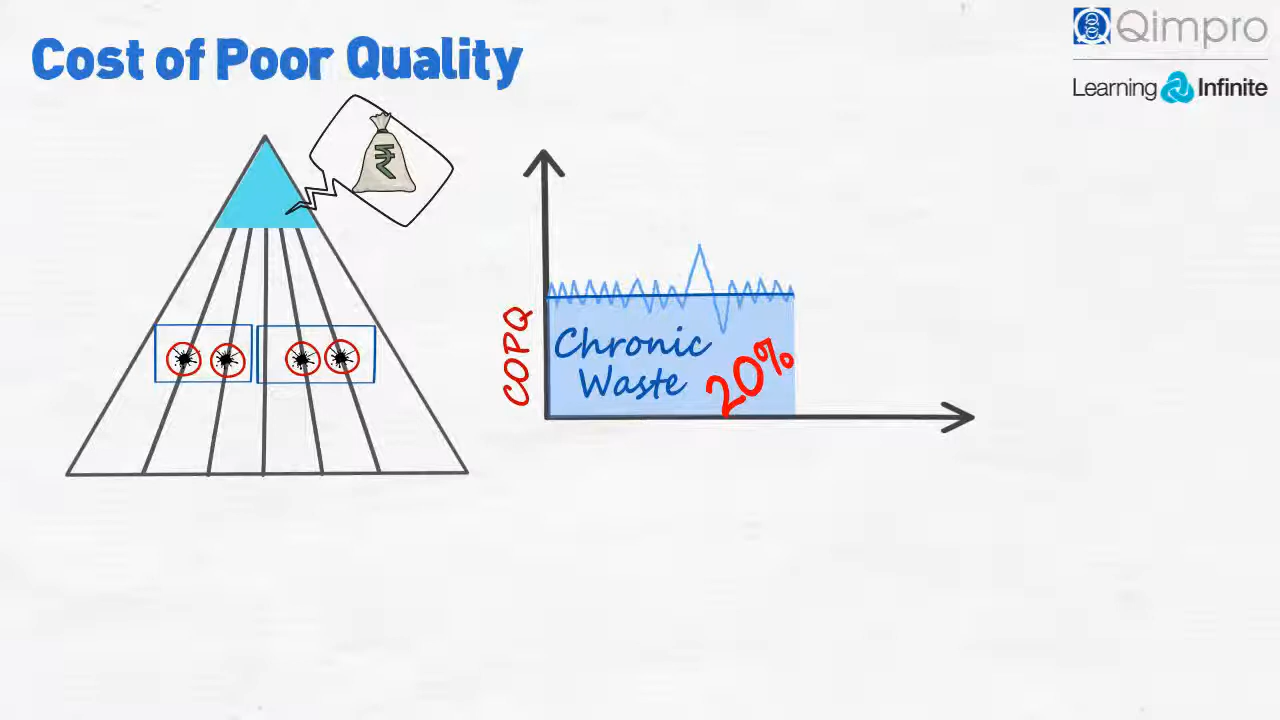 Cost of Poor Quality
Qimpro
Learning Infinite
₹
COPQ
Chronic
Waste
20%